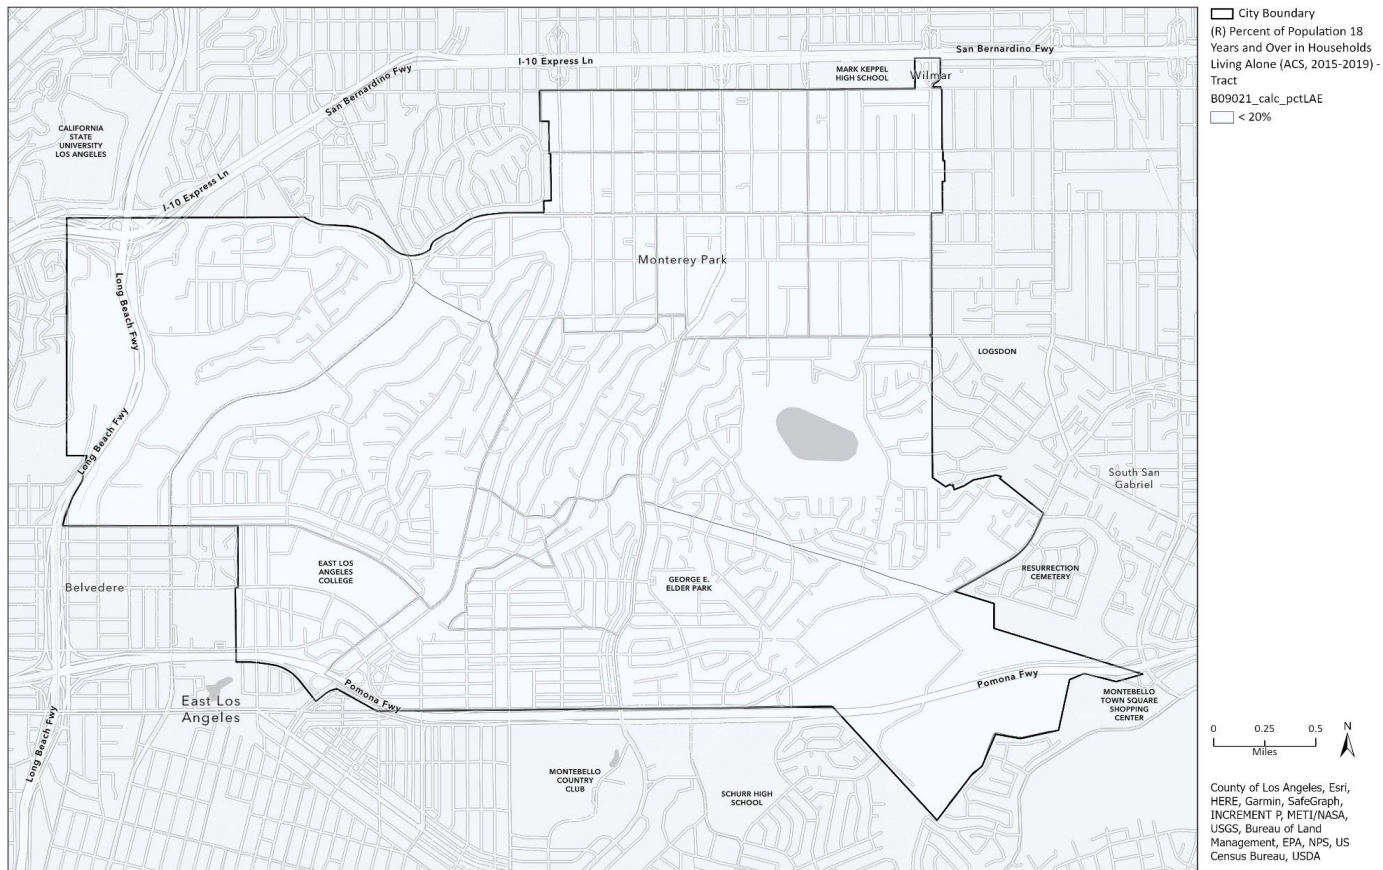 San Bernardino Fwy
I-10 Express Ln
MARK KEPPEL
HIGH SCHOOL
Wilmar
San Bernardino Fwy
CALIFORNIA
STATE
UNIVERSITY
LOS ANGELES
I-10 Express Ln
Monterey Park
Long Beach Fwy
LOGSDON
Long Beach Fwy
South San
Gabriel
EAST LOS
ANGELES
COLLEGE
GEORGE E.
ELDER PARK
RESURRECTION
CEMETERY
Belvedere
Pomona Fwy
Pomona Fwy
East Los
Angeles
MONTEBELLO
TOWN SQUARE
SHOPPING
CENTER
Long Beach Fwy
MONTEBELLO
COUNTRY
CLUB
SCHURR HIGH
SCHOOL
City Boundary
(R) Percent of Population 18
Years and Over in Households
Living Alone (ACS, 2015-2019) -
Tract
B09021_calc_pctLAE
< 20%
0 0.25 0.5
Miles
N
County of Los Angeles, Esri,
HERE, Garmin, SafeGraph,
INCREMENT P, METI/NASA,
USGS, Bureau of Land
Management, EPA, NPS, US
Census Bureau, USDA